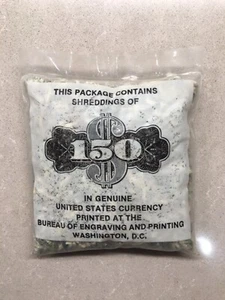 THIS PACKAGE CONTAINS
SHREDDINGS OF
$150
IN GENUINE
UNITED STATES CURRENCY
PRINTED AT THE
BUREAU OF ENGRAVING AND PRINTING
WASHINGTON, D.C.